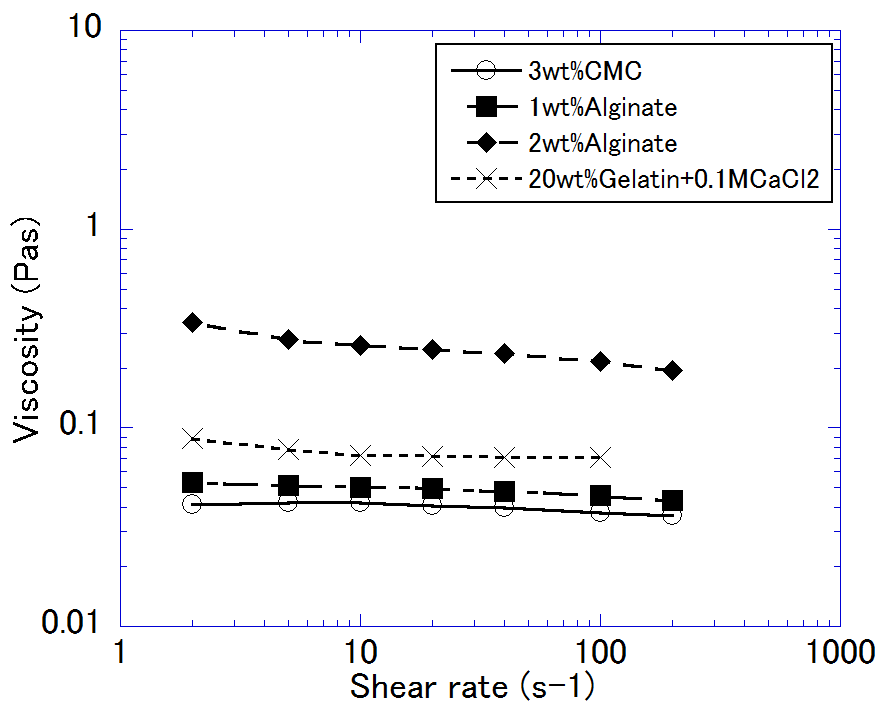 10
3wt%CMC
1wt%Alginate
2wt%Alginate
20wt%Gelatin+0.1MCaCl2
1
Viscosity (Pas)
0.1
0.01
1 10 100 1000
Shear rate (s-1)